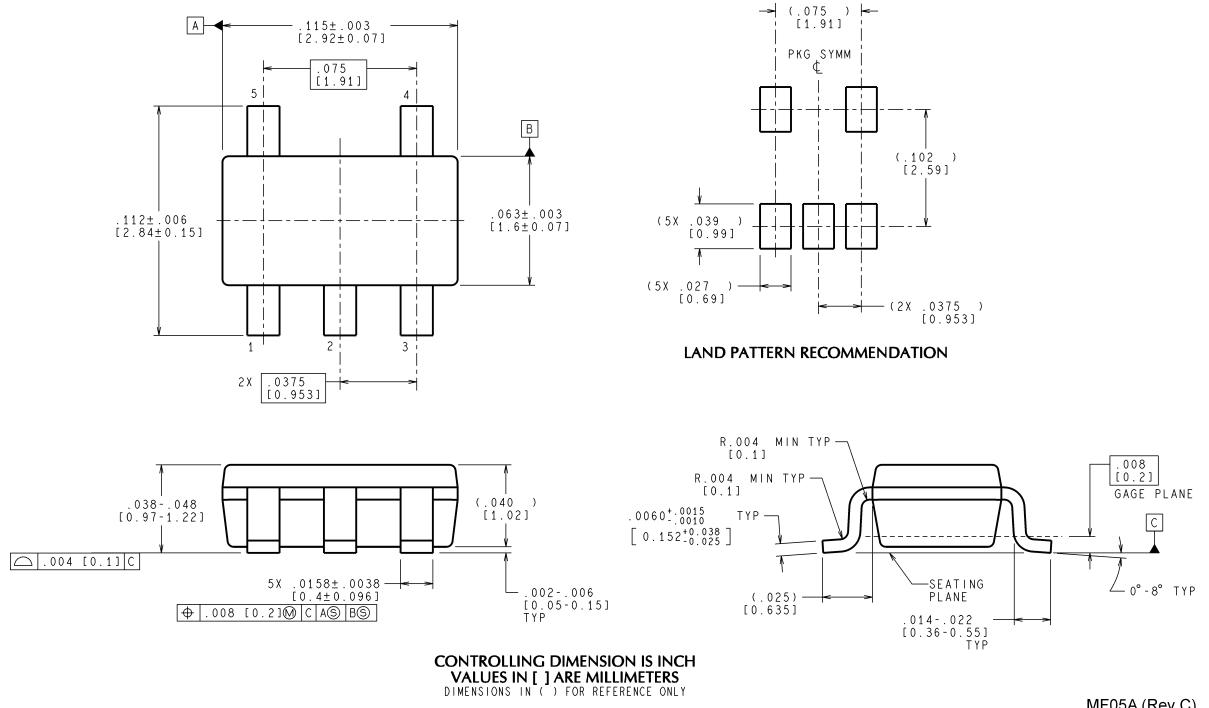 A
.115±.003
[2.92±0.07]
.075
[1.91]
5
4
B
.112±.006
[2.84±0.15]
.063±.003
[1.6±0.07]
1
2
3
2X .0375
[0.953]
(.075 )
[1.91]
PKG SYMM
℄
(.102 )
[2.59]
(5X .039 )
[0.99]
(5X .027 )
[0.69]
(2X .0375 )
[0.953]
LAND PATTERN RECOMMENDATION
.038-.048
[0.97-1.22]
(.040 )
[1.02]
⌓ .004 [0.1] C
5X .0158±.0038
[0.4±0.096]
⌖ .008 [0.2]Ⓜ C AⓈ BⓈ
.002-.006
[0.05-0.15]
TYP
R.004 MIN TYP
[0.1]
R.004 MIN TYP
[0.1]
.0060+.0015-.0010 TYP
[0.152+0.038-0.025]
.008
[0.2]
GAGE PLANE
C
SEATING
PLANE
0°-8° TYP
(.025)
[0.635]
.014-.022
[0.36-0.55]
TYP
CONTROLLING DIMENSION IS INCH
VALUES IN [ ] ARE MILLIMETERS
DIMENSIONS IN ( ) FOR REFERENCE ONLY
MF05A (Rev C)